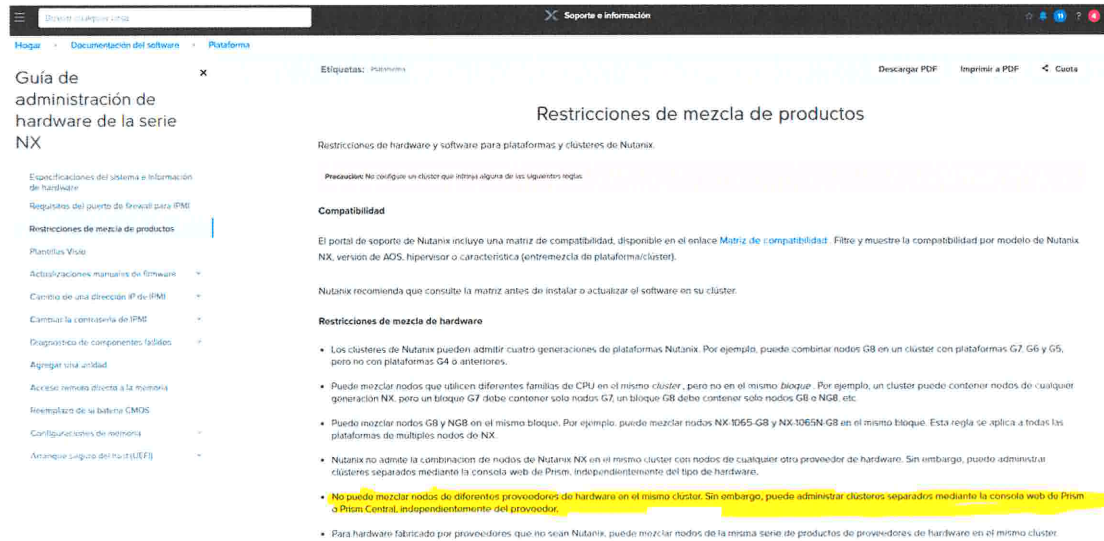 Buscar cualquier cosa
Soporte e información
11
?
4
Hogar Documentación del software Plataforma
Guía de
administración de
hardware de la serie
NX
×
Especificaciones del sistema e información
de hardware
Requisitos del puerto de firewall para IPMI
Restricciones de mezcla de productos
Plantillas Visio
Actualizaciones manuales de firmware
Cambio de una dirección IP de IPMI
Cambiar la contraseña de IPMI
Diagnóstico de componentes fallidos
Agregar una unidad
Acceso remoto directo a la memoria
Reemplazo de la batería CMOS
Configuraciones de memoria
Arranque seguro del host (UEFI)
Etiquetas: Plataforma
Descargar PDF Imprimir a PDF Cuota
Restricciones de mezcla de productos
Restricciones de hardware y software para plataformas y clústeres de Nutanix.
Precaución: No configure un clúster que infrinja alguna de las siguientes reglas.
Compatibilidad
El portal de soporte de Nutanix incluye una matriz de compatibilidad, disponible en el enlace Matriz de compatibilidad . Filtre y muestre la compatibilidad por modelo de Nutanix
NX, versión de AOS, hipervisor o característica (entremezcla de plataforma/clúster).
Nutanix recomienda que consulte la matriz antes de instalar o actualizar el software en su clúster.
Restricciones de mezcla de hardware
• Los clústeres de Nutanix pueden admitir cuatro generaciones de plataformas Nutanix. Por ejemplo, puede combinar nodos G8 en un clúster con plataformas G7, G6 y G5,
pero no con plataformas G4 o anteriores.
• Puede mezclar nodos que utilicen diferentes familias de CPU en el mismo clúster , pero no en el mismo bloque . Por ejemplo, un clúster puede contener nodos de cualquier
generación NX, pero un bloque G7 debe contener solo nodos G7, un bloque G8 debe contener solo nodos G8 o NG8, etc.
• Puede mezclar nodos G8 y NG8 en el mismo bloque. Por ejemplo, puede mezclar nodos NX-1065-G8 y NX-1065N-G8 en el mismo bloque. Esta regla se aplica a todas las
plataformas de múltiples nodos de NX.
• Nutanix no admite la combinación de nodos de Nutanix NX en el mismo clúster con nodos de cualquier otro proveedor de hardware. Sin embargo, puede administrar
clústeres separados mediante la consola web de Prism, independientemente del tipo de hardware.
• No puede mezclar nodos de diferentes proveedores de hardware en el mismo clúster. Sin embargo, puede administrar clústeres separados mediante la consola web de Prism
o Prism Central, independientemente del proveedor.
• Para hardware fabricado por proveedores que no sean Nutanix, puede mezclar nodos de la misma serie de productos de proveedores de hardware en el mismo clúster.